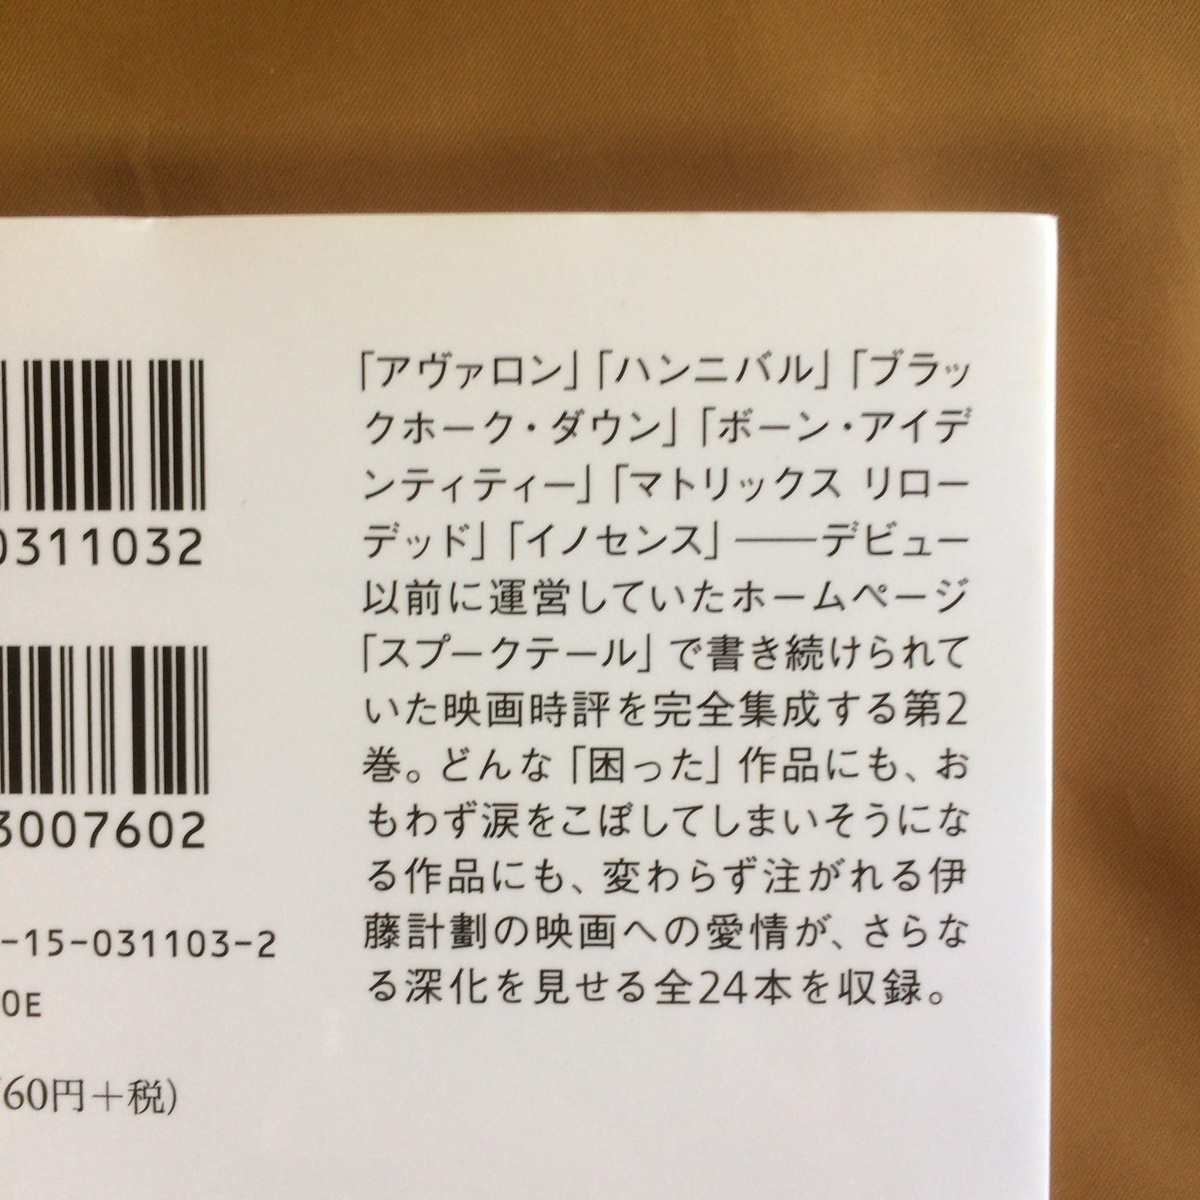 0311032
3007602
-15-031103-2
0E
60円＋税）
「アヴァロン」「ハンニバル」「ブラッ
クホーク・ダウン」「ボーン・アイデ
ンティティー」「マトリックス リロー
デッド」「イノセンス」――デビュー
以前に運営していたホームページ
「スプークテール」で書き続けられて
いた映画時評を完全集成する第2
巻。どんな「困った」作品にも、お
もわず涙をこぼしてしまいそうにな
る作品にも、変わらず注がれる伊
藤計劃の映画への愛情が、さらな
る深化を見せる全24本を収録。